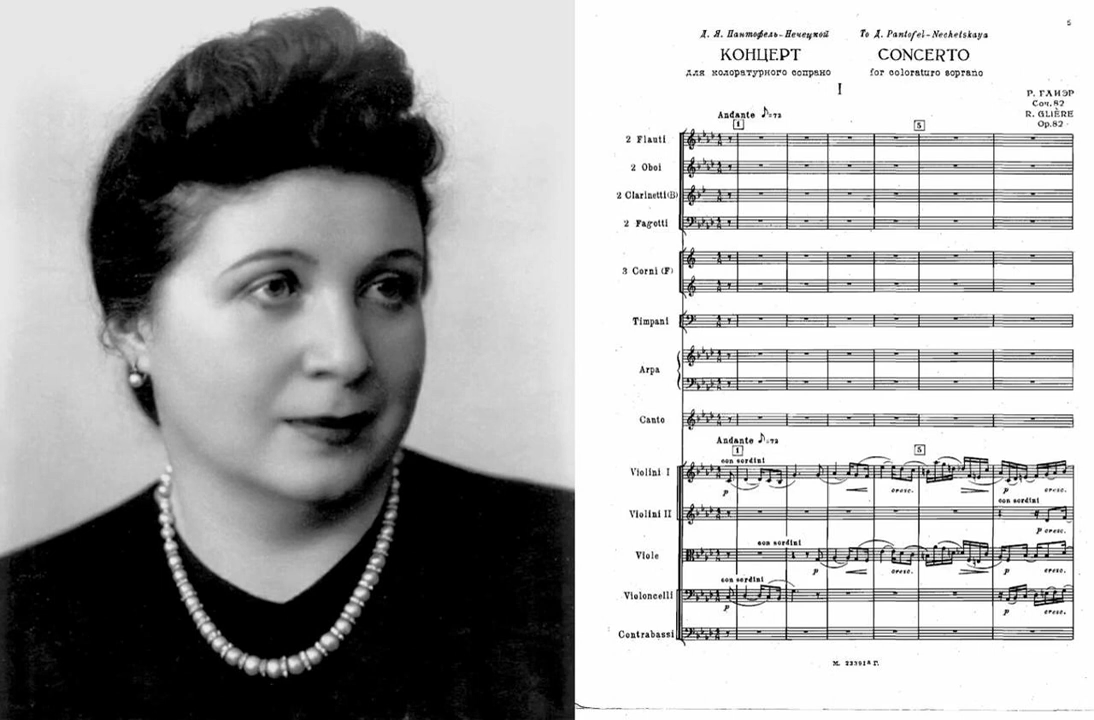 5
Д. Я. Пантофель-Нечецкой
To Д. Pantofel-Nechetskaya
КОНЦЕРТ
CONCERTO
для колоратурного сопрано
for coloraturo soprano
I
Р. ГЛИЭР
Соч. 82
R. GLIÈRE
Op. 82
Andante ♪=72
1
5
2 Flauti
2 Oboi
2 Clarinetti (B)
2 Fagotti
3 Corni (F)
Timpani
Arpa
Canto
Andante ♪=72
1
5
con sordini
Violini I
p
cresc.
p
cresc.
con sordini
Violini II
p cresc.
con sordini
Viole
p
cresc.
p
cresc.
con sordini
Violoncelli
p
p
cresc.
Contrabassi